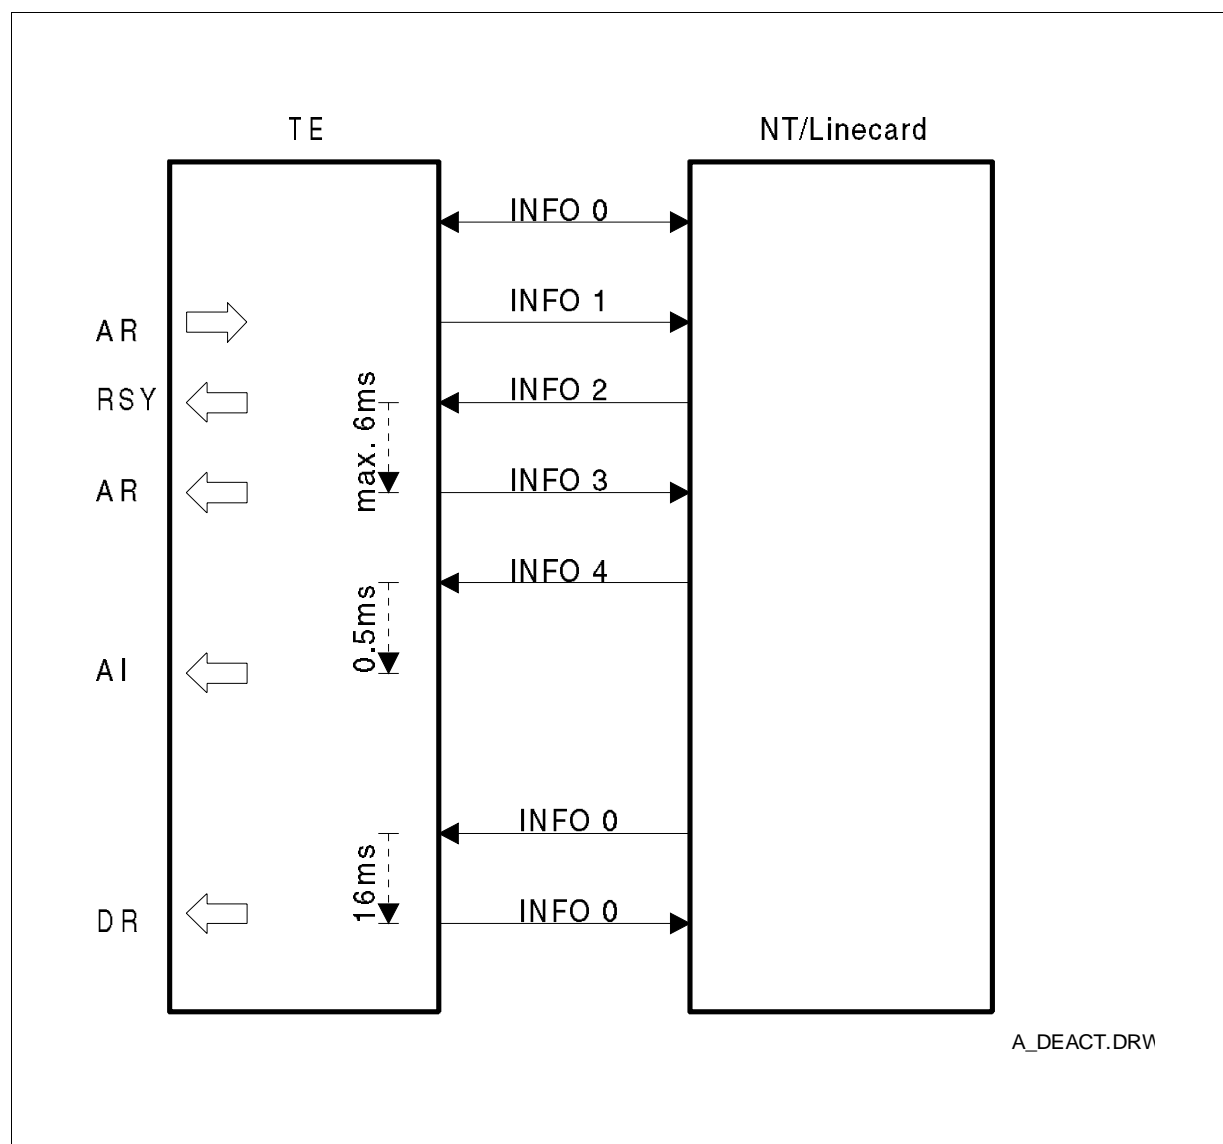 TE
NT/Linecard
INFO 0
INFO 1
AR
INFO 2
RSY
max. 6ms
INFO 3
AR
INFO 4
0.5ms
AI
INFO 0
16ms
INFO 0
DR
A_DEACT.DRW